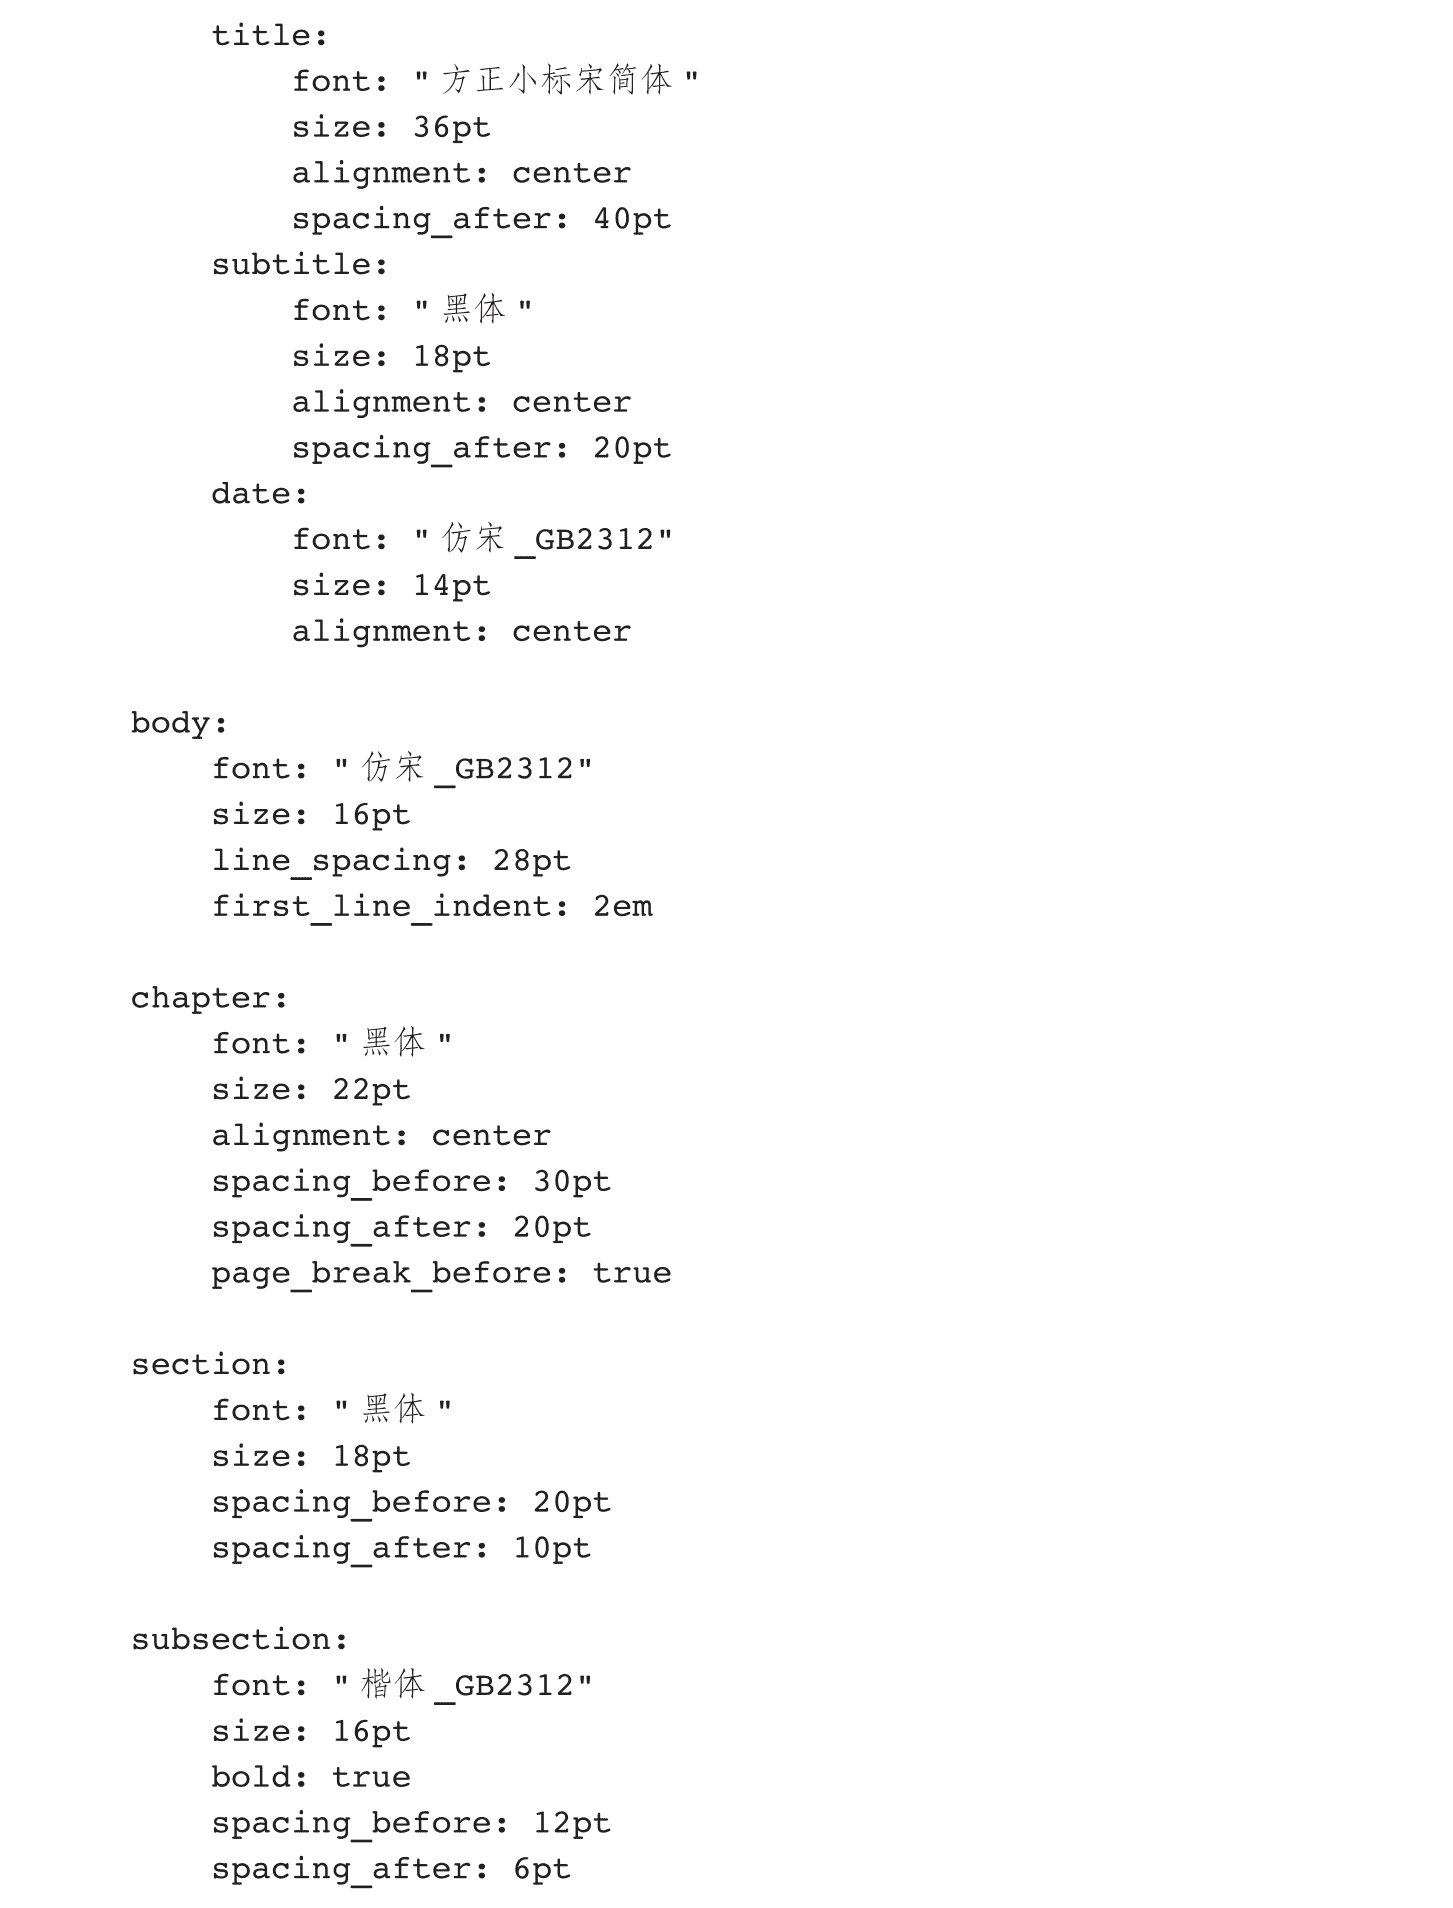 title:
font: "方正小标宋简体"
size: 36pt
alignment: center
spacing_after: 40pt
subtitle:
font: "黑体"
size: 18pt
alignment: center
spacing_after: 20pt
date:
font: "仿宋_GB2312"
size: 14pt
alignment: center
body:
font: "仿宋_GB2312"
size: 16pt
line_spacing: 28pt
first_line_indent: 2em
chapter:
font: "黑体"
size: 22pt
alignment: center
spacing_before: 30pt
spacing_after: 20pt
page_break_before: true
section:
font: "黑体"
size: 18pt
spacing_before: 20pt
spacing_after: 10pt
subsection:
font: "楷体_GB2312"
size: 16pt
bold: true
spacing_before: 12pt
spacing_after: 6pt